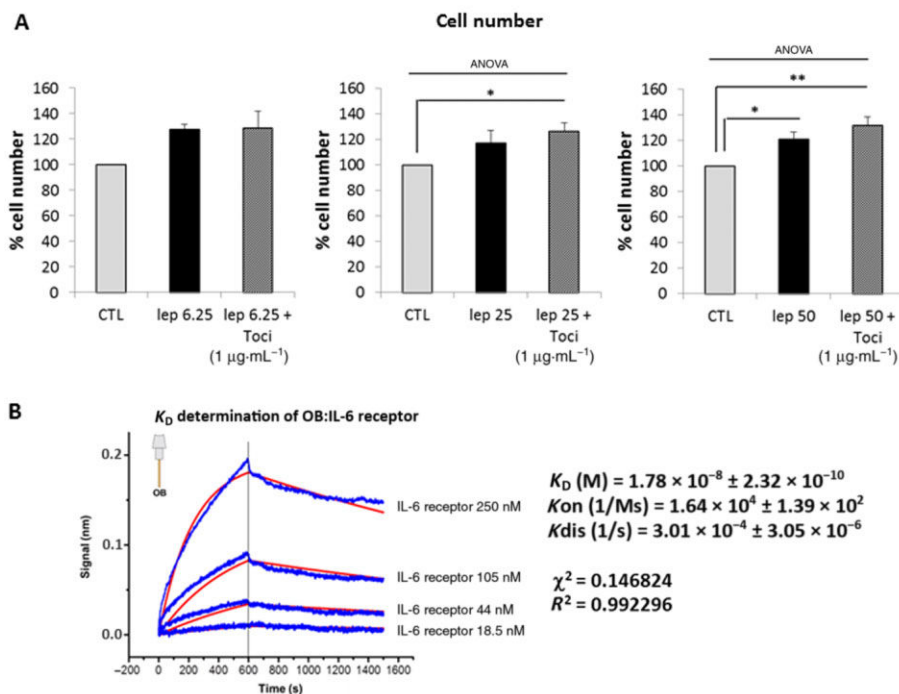 A
Cell number
% cell number
160
140
120
100
80
60
40
20
0
CTL
lep 6.25
lep 6.25 +
Toci
(1 μg·mL⁻¹)
ANOVA
*
% cell number
160
140
120
100
80
60
40
20
0
CTL
lep 25
lep 25 +
Toci
(1 μg·mL⁻¹)
ANOVA
**
*
% cell number
160
140
120
100
80
60
40
20
0
CTL
lep 50
lep 50 +
Toci
(1 μg·mL⁻¹)
B
K_D determination of OB:IL-6 receptor
OB
Signal (nm)
0.2
0.1
0.0
−200 0 200 400 600 800 1000 1200 1400 1600
Time (s)
IL-6 receptor 250 nM
IL-6 receptor 105 nM
IL-6 receptor 44 nM
IL-6 receptor 18.5 nM
K_D (M) = 1.78 × 10⁻⁸ ± 2.32 × 10⁻¹⁰
Kon (1/Ms) = 1.64 × 10⁴ ± 1.39 × 10²
Kdis (1/s) = 3.01 × 10⁻⁴ ± 3.05 × 10⁻⁶
χ² = 0.146824
R² = 0.992296